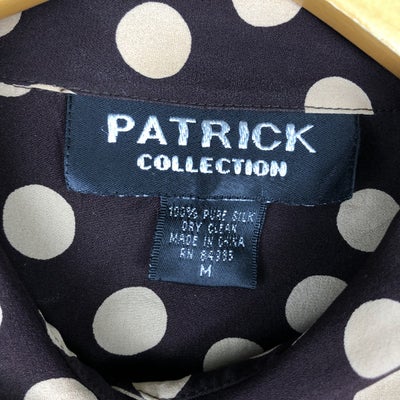 PATRICK
COLLECTION
100% PURE SILK
DRY CLEAN
MADE IN CHINA
RN 84385
M